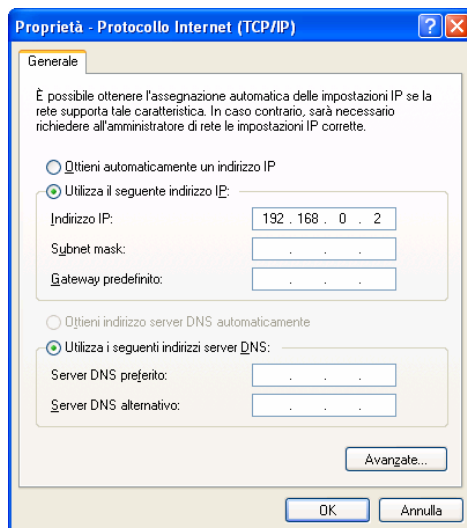 Proprietà - Protocollo Internet (TCP/IP)
Generale
È possibile ottenere l'assegnazione automatica delle impostazioni IP se la
rete supporta tale caratteristica. In caso contrario, sarà necessario
richiedere all'amministratore di rete le impostazioni IP corrette.
Ottieni automaticamente un indirizzo IP
Utilizza il seguente indirizzo IP:
Indirizzo IP: 192 . 168 . 0 . 2
Subnet mask: . . .
Gateway predefinito: . . .
Ottieni indirizzo server DNS automaticamente
Utilizza i seguenti indirizzi server DNS:
Server DNS preferito: . . .
Server DNS alternativo: . . .
Avanzate...
OK Annulla